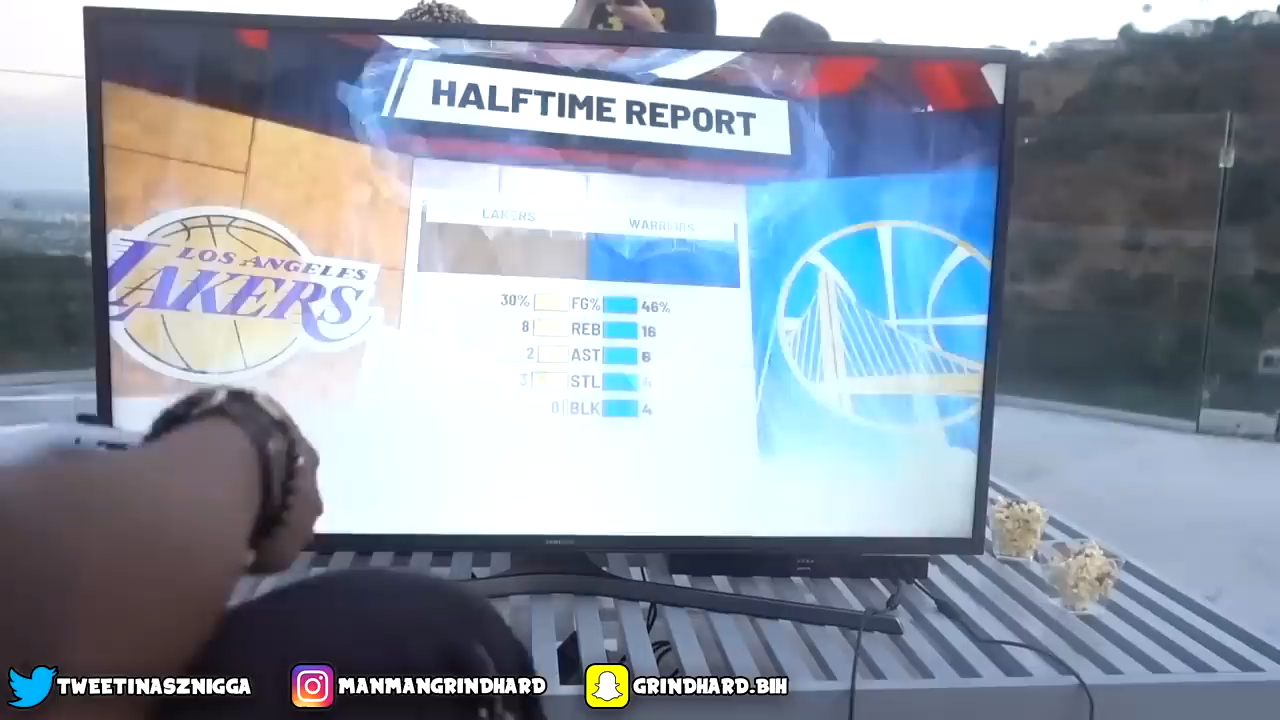 HALFTIME REPORT
LOS ANGELES
LAKERS
LAKERS WARRIORS
30% FG% 46%
8 REB 16
2 AST 6
3 STL
0 BLK 4
TWEETINASZNIGGA MANMANGRINDHARD GRINDHARD.BIH